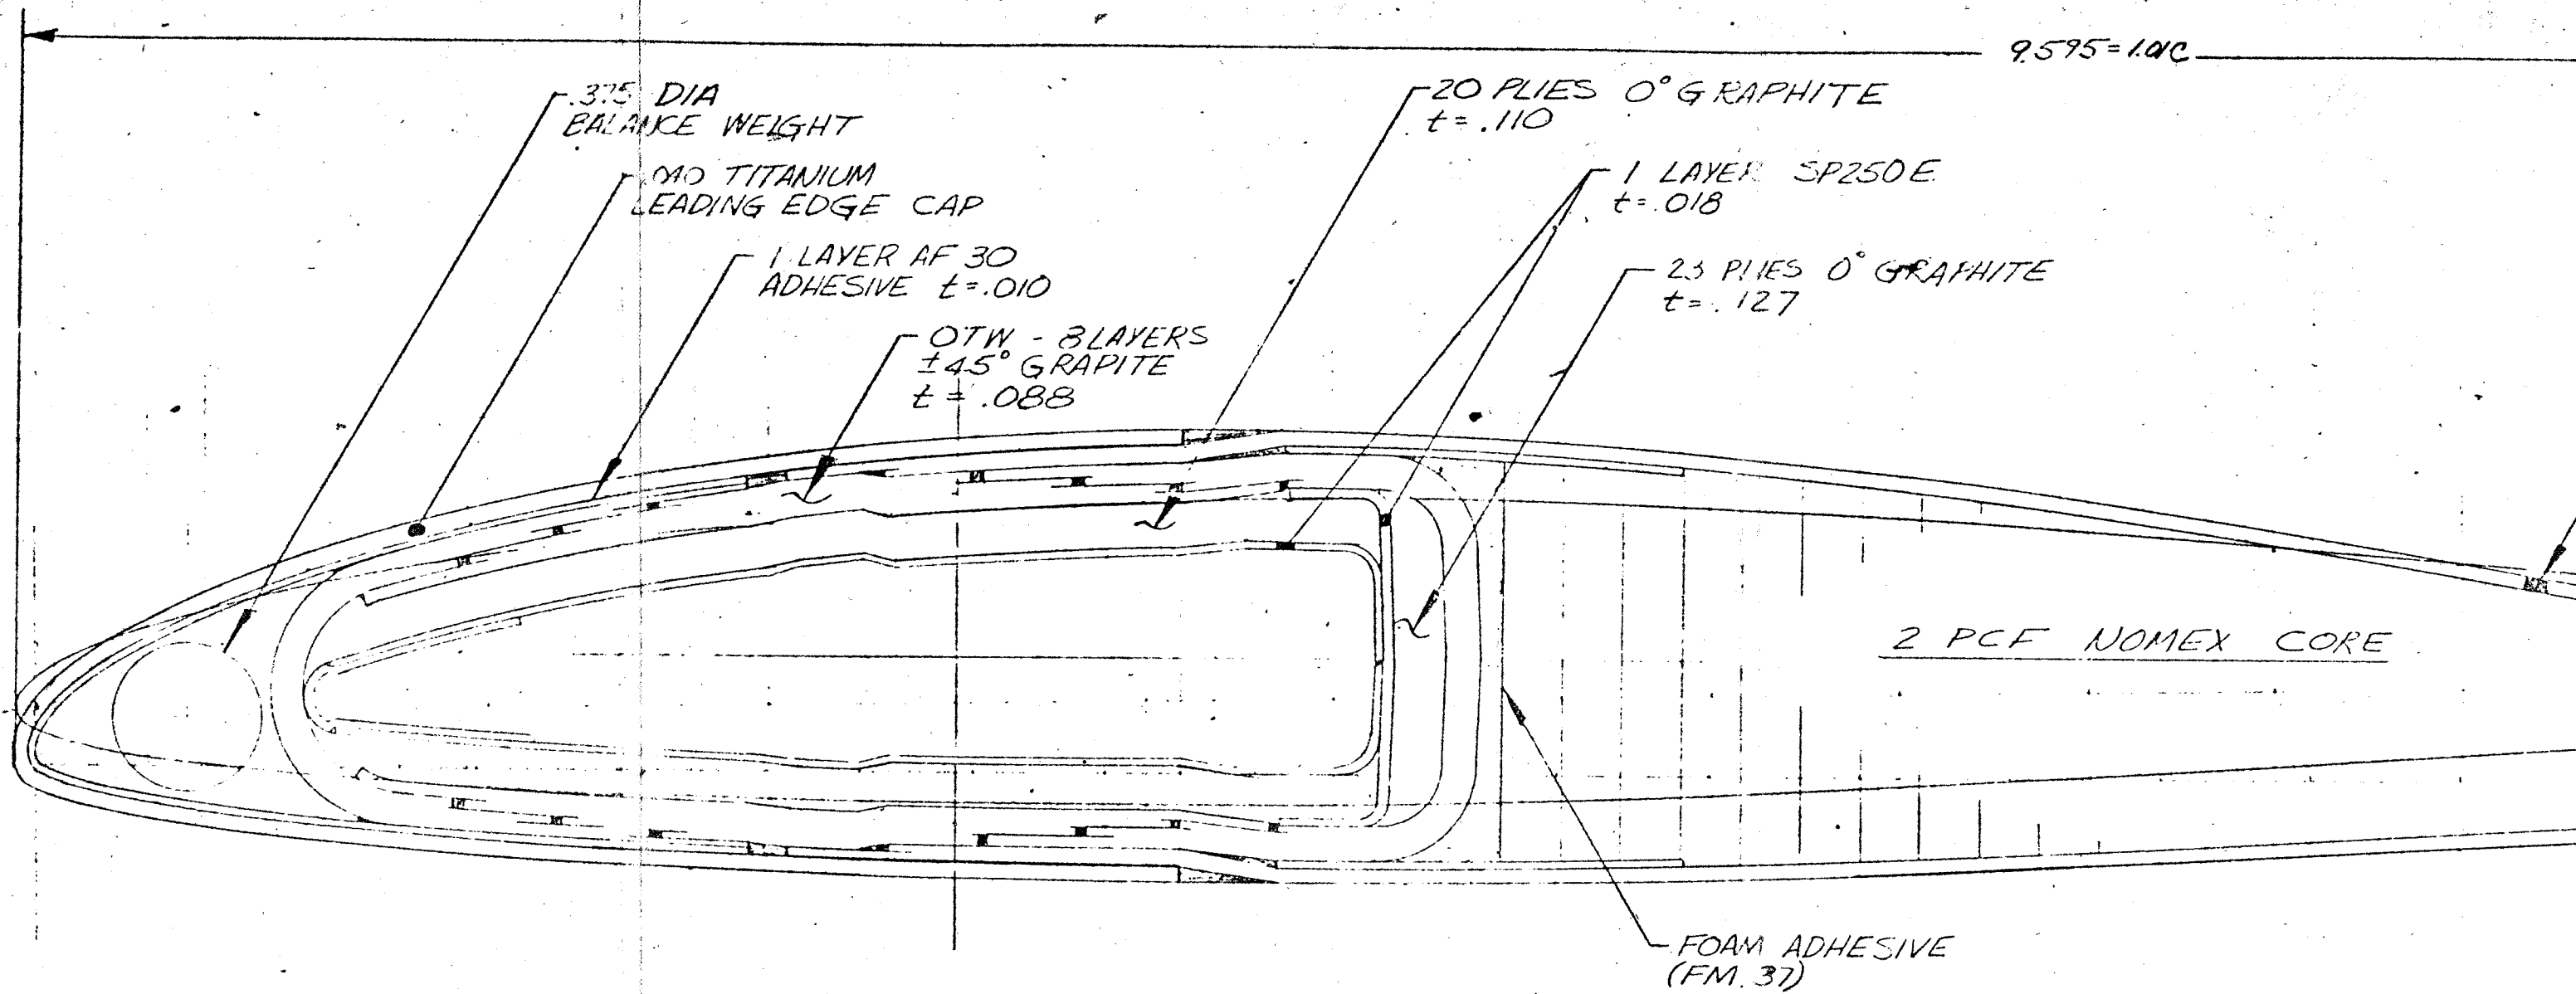 9.595 = 1.01C
.375 DIA
BALANCE WEIGHT
.040 TITANIUM
LEADING EDGE CAP
1 LAYER AF 30
ADHESIVE t=.010
OTW - 8 LAYERS
±45° GRAPITE
t = .088
20 PLIES 0° GRAPHITE
t = .110
1 LAYER SP250E
t=.018
23 PLIES 0° GRAPHITE
t=.127
2 PCF NOMEX CORE
FOAM ADHESIVE
(FM.37)